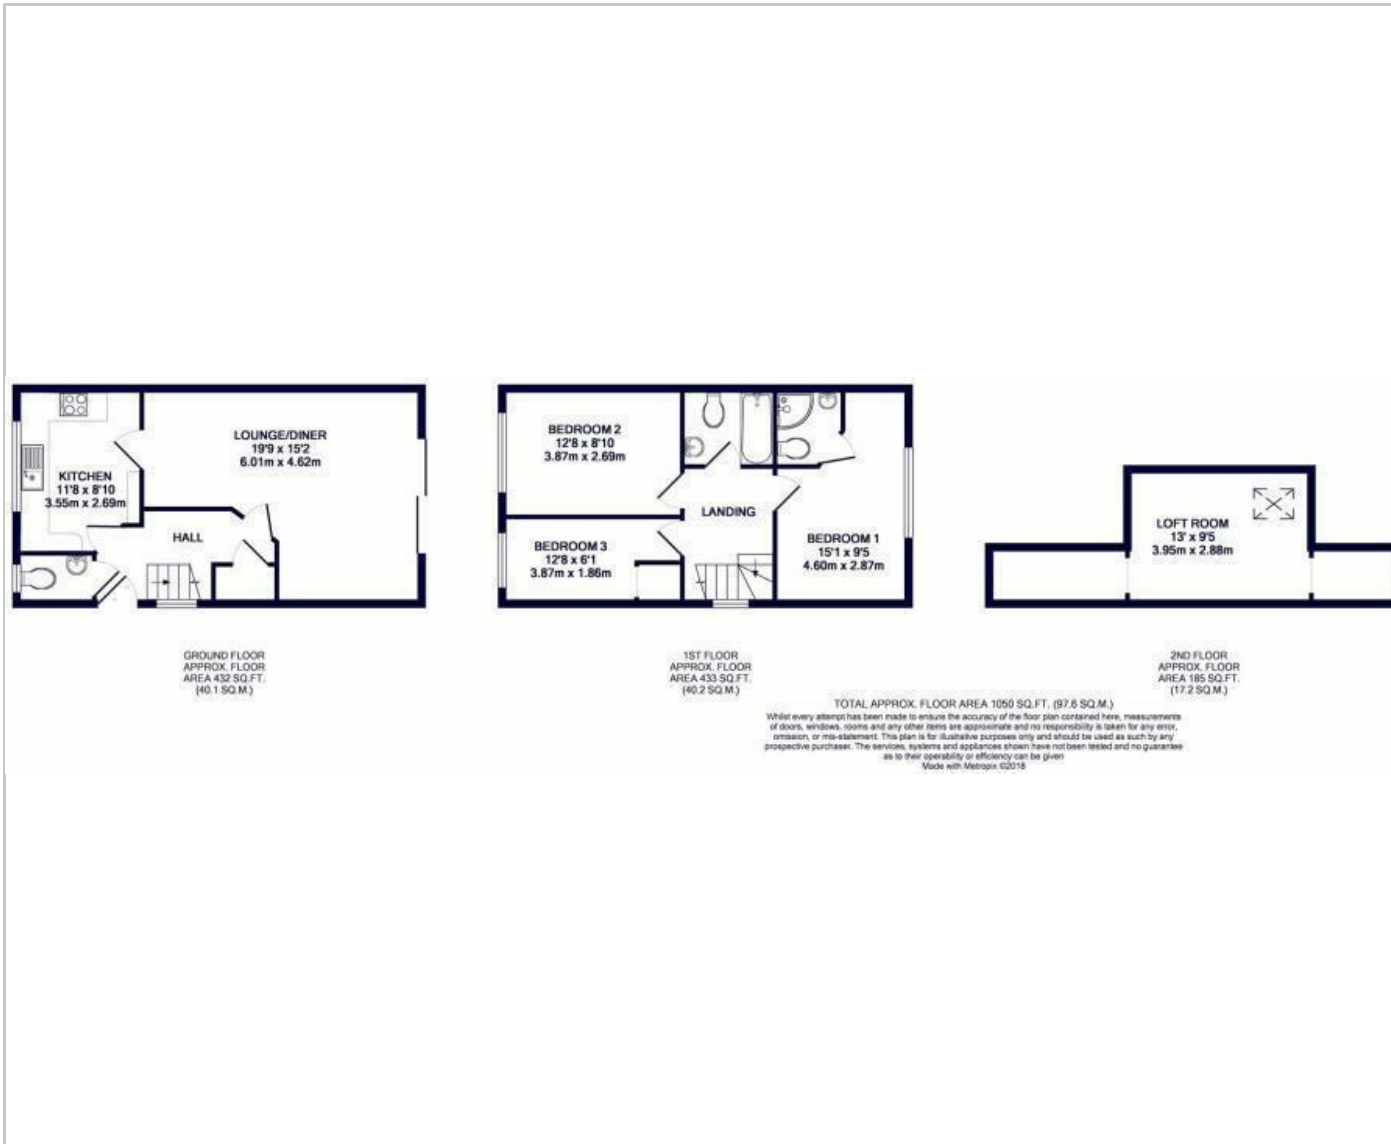 LOUNGE/DINER
19'9 x 15'2
6.01m x 4.62m
KITCHEN
11'8 x 8'10
3.55m x 2.69m
HALL
GROUND FLOOR
APPROX. FLOOR
AREA 432 SQ.FT.
(40.1 SQ.M.)
BEDROOM 2
12'8 x 8'10
3.87m x 2.69m
LANDING
BEDROOM 3
12'8 x 6'1
3.87m x 1.86m
BEDROOM 1
15'1 x 9'5
4.60m x 2.87m
1ST FLOOR
APPROX. FLOOR
AREA 433 SQ.FT.
(40.2 SQ.M.)
LOFT ROOM
13' x 9'5
3.95m x 2.88m
2ND FLOOR
APPROX. FLOOR
AREA 185 SQ.FT.
(17.2 SQ.M.)
TOTAL APPROX. FLOOR AREA 1050 SQ.FT. (97.6 SQ.M.)
Whilst every attempt has been made to ensure the accuracy of the floor plan contained here, measurements
of doors, windows, rooms and any other items are approximate and no responsibility is taken for any error,
omission, or mis-statement. This plan is for illustrative purposes only and should be used as such by any
prospective purchaser. The services, systems and appliances shown have not been tested and no guarantee
as to their operability or efficiency can be given
Made with Metropix ©2018